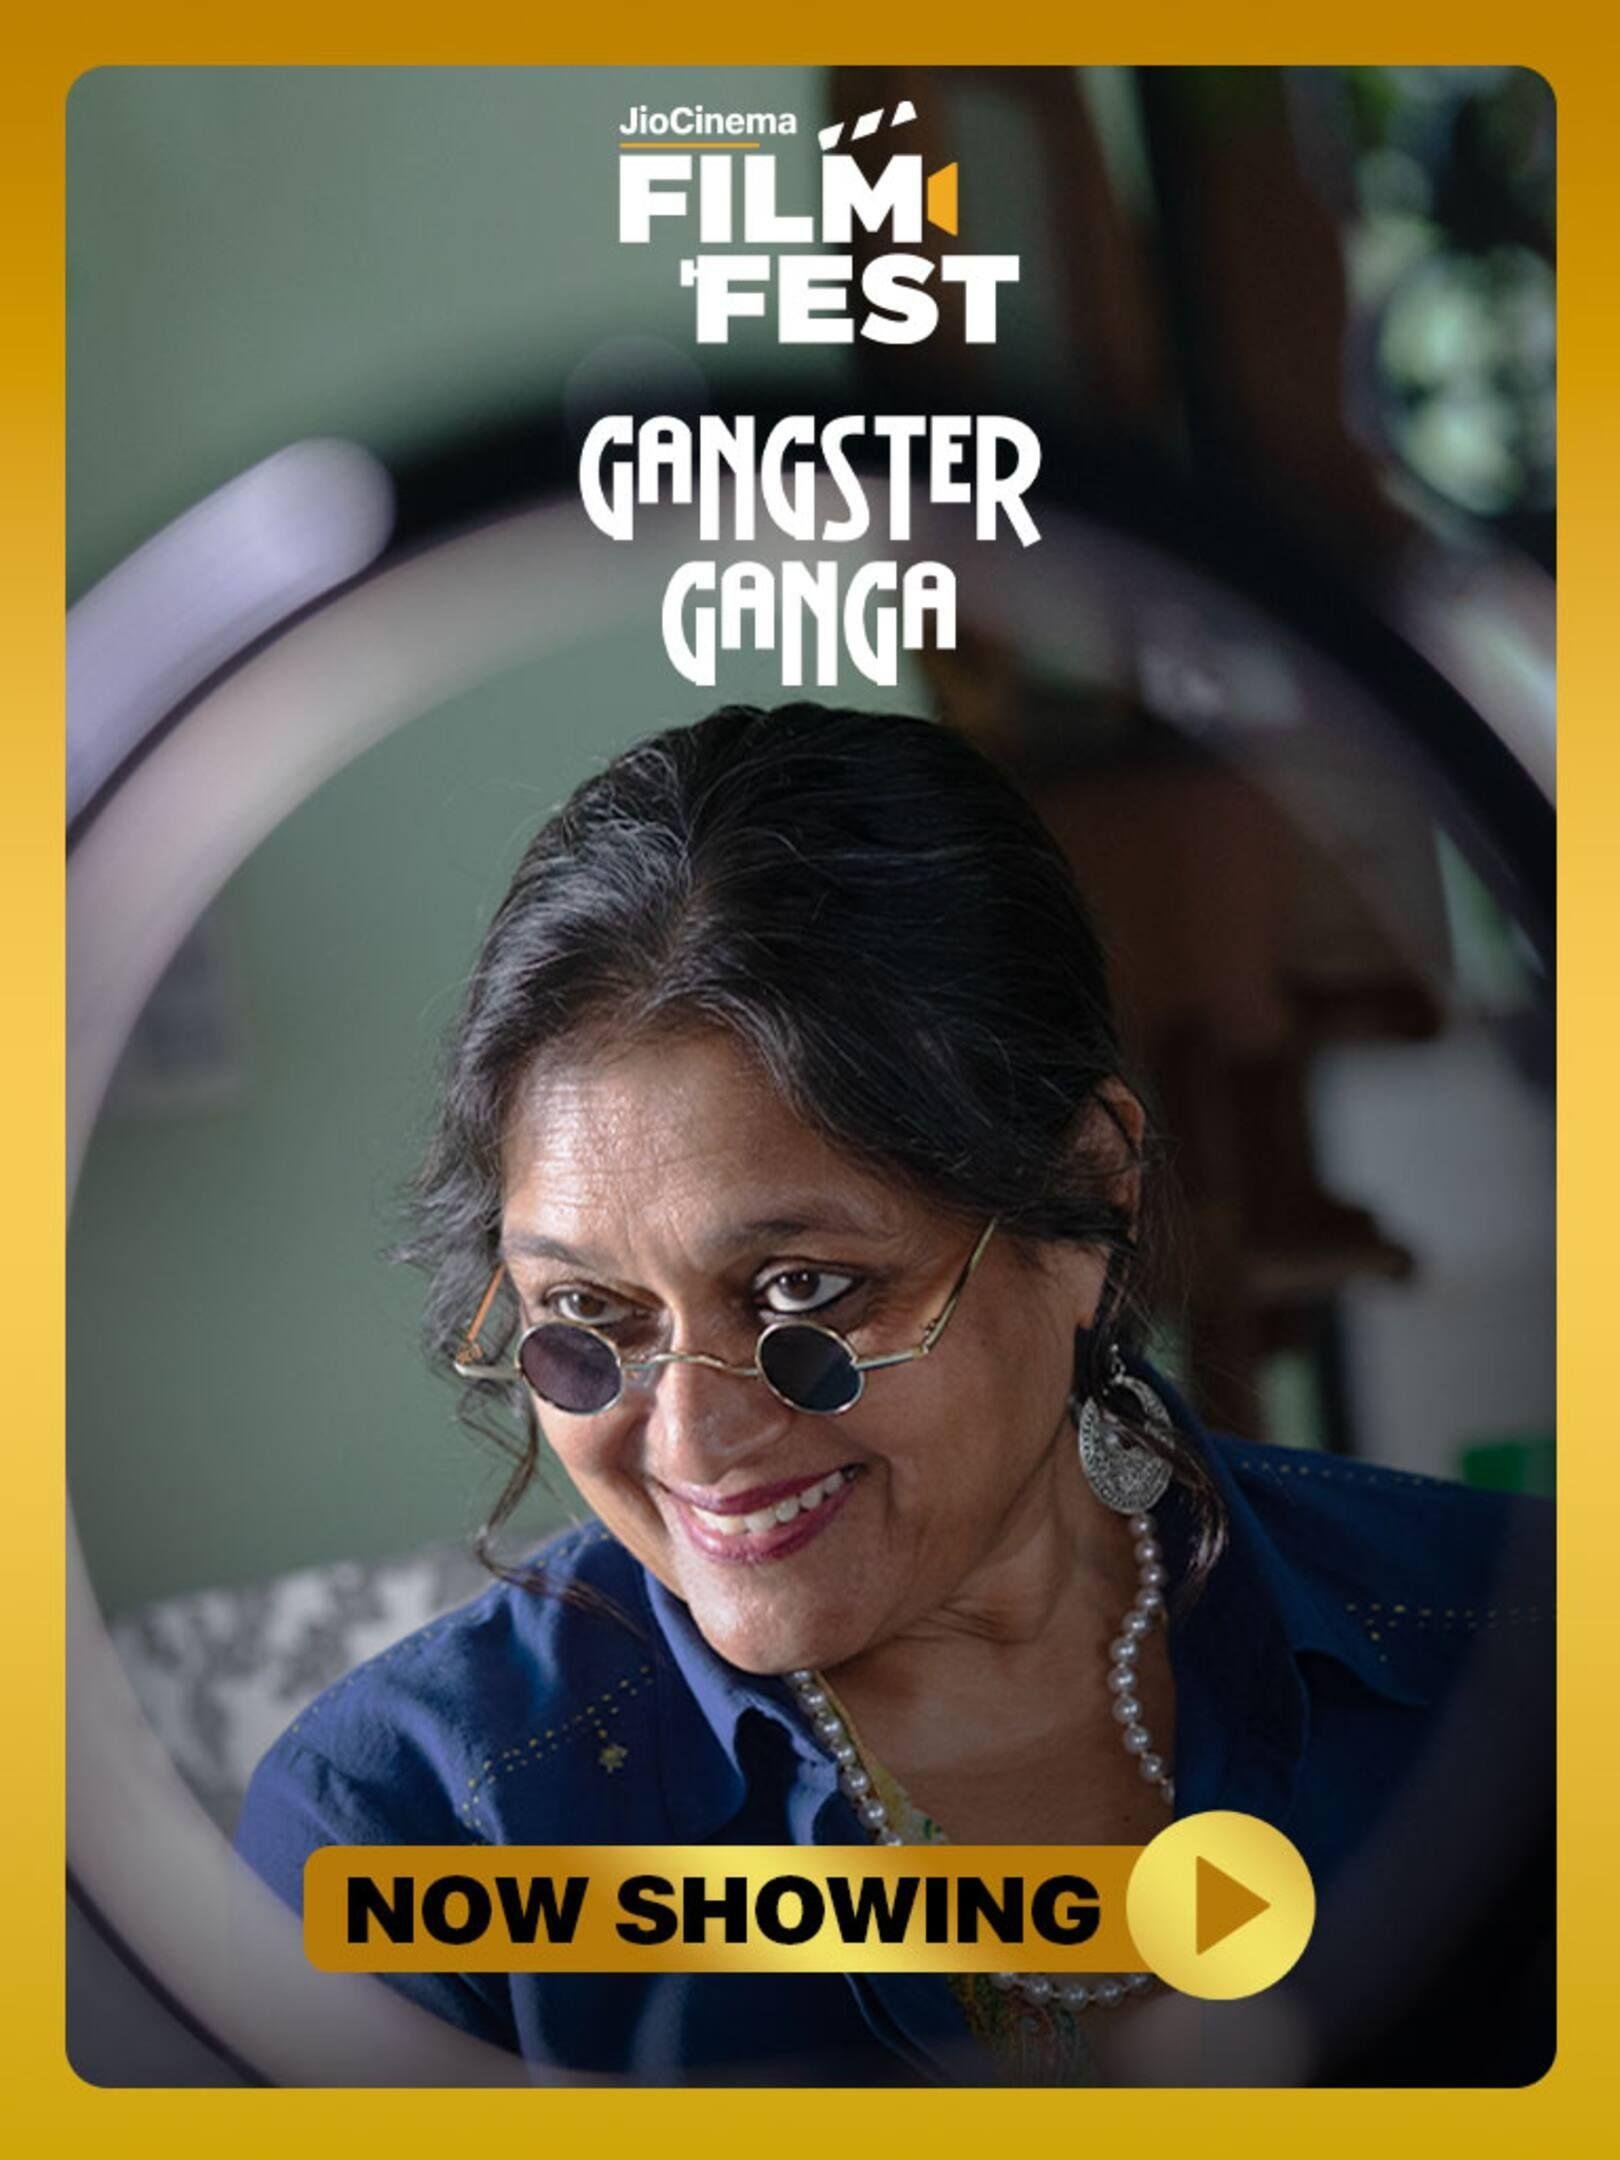 JioCinema
FILM
FEST
GANGSTER
GANGA
NOW SHOWING